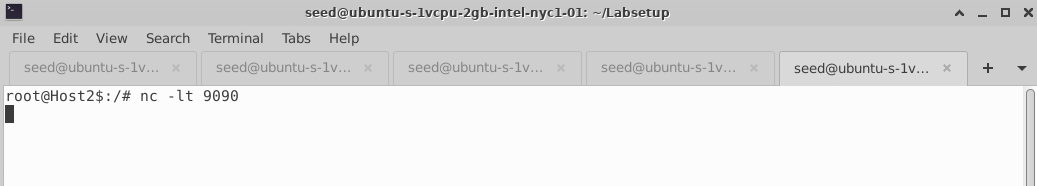 seed@ubuntu-s-1vcpu-2gb-intel-nyc1-01: ~/Labsetup
File Edit View Search Terminal Tabs Help
seed@ubuntu-s-1v... × seed@ubuntu-s-1v... × seed@ubuntu-s-1v... × seed@ubuntu-s-1v... × seed@ubuntu-s-1v... ×
root@Host2$:/# nc -lt 9090